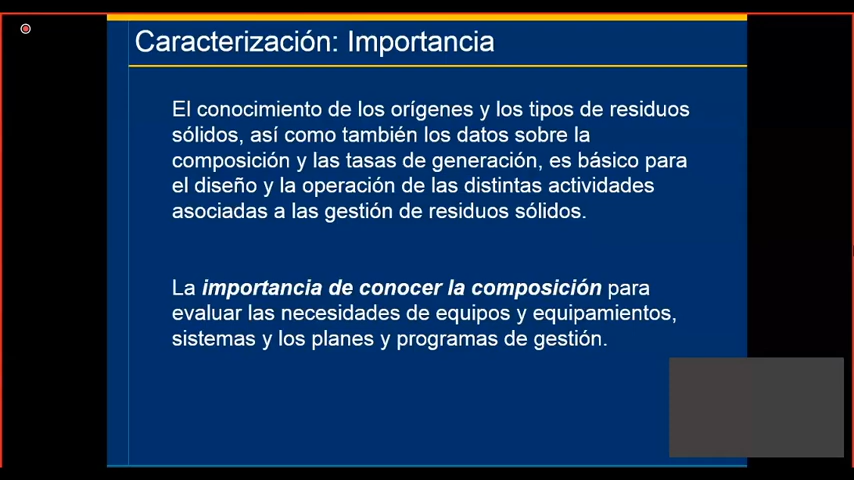 Caracterización: Importancia
El conocimiento de los orígenes y los tipos de residuos
sólidos, así como también los datos sobre la
composición y las tasas de generación, es básico para
el diseño y la operación de las distintas actividades
asociadas a las gestión de residuos sólidos.
La importancia de conocer la composición para
evaluar las necesidades de equipos y equipamientos,
sistemas y los planes y programas de gestión.